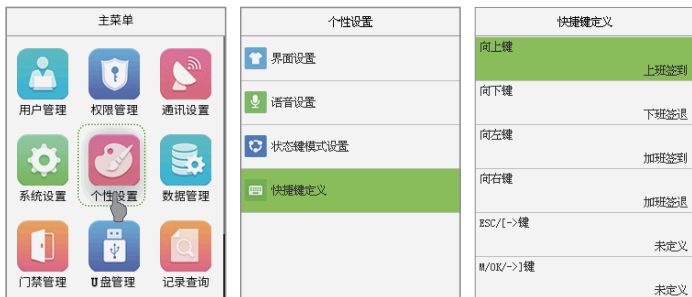 主菜单
用户管理 权限管理 通讯设置
系统设置 个性设置 数据管理
门禁管理 U盘管理 记录查询
个性设置
界面设置
语音设置
状态键模式设置
快捷键定义
快捷键定义
向上键
上班签到
向下键
下班签退
向左键
加班签到
向右键
加班签退
ESC/[->键
未定义
M/OK/->]键
未定义